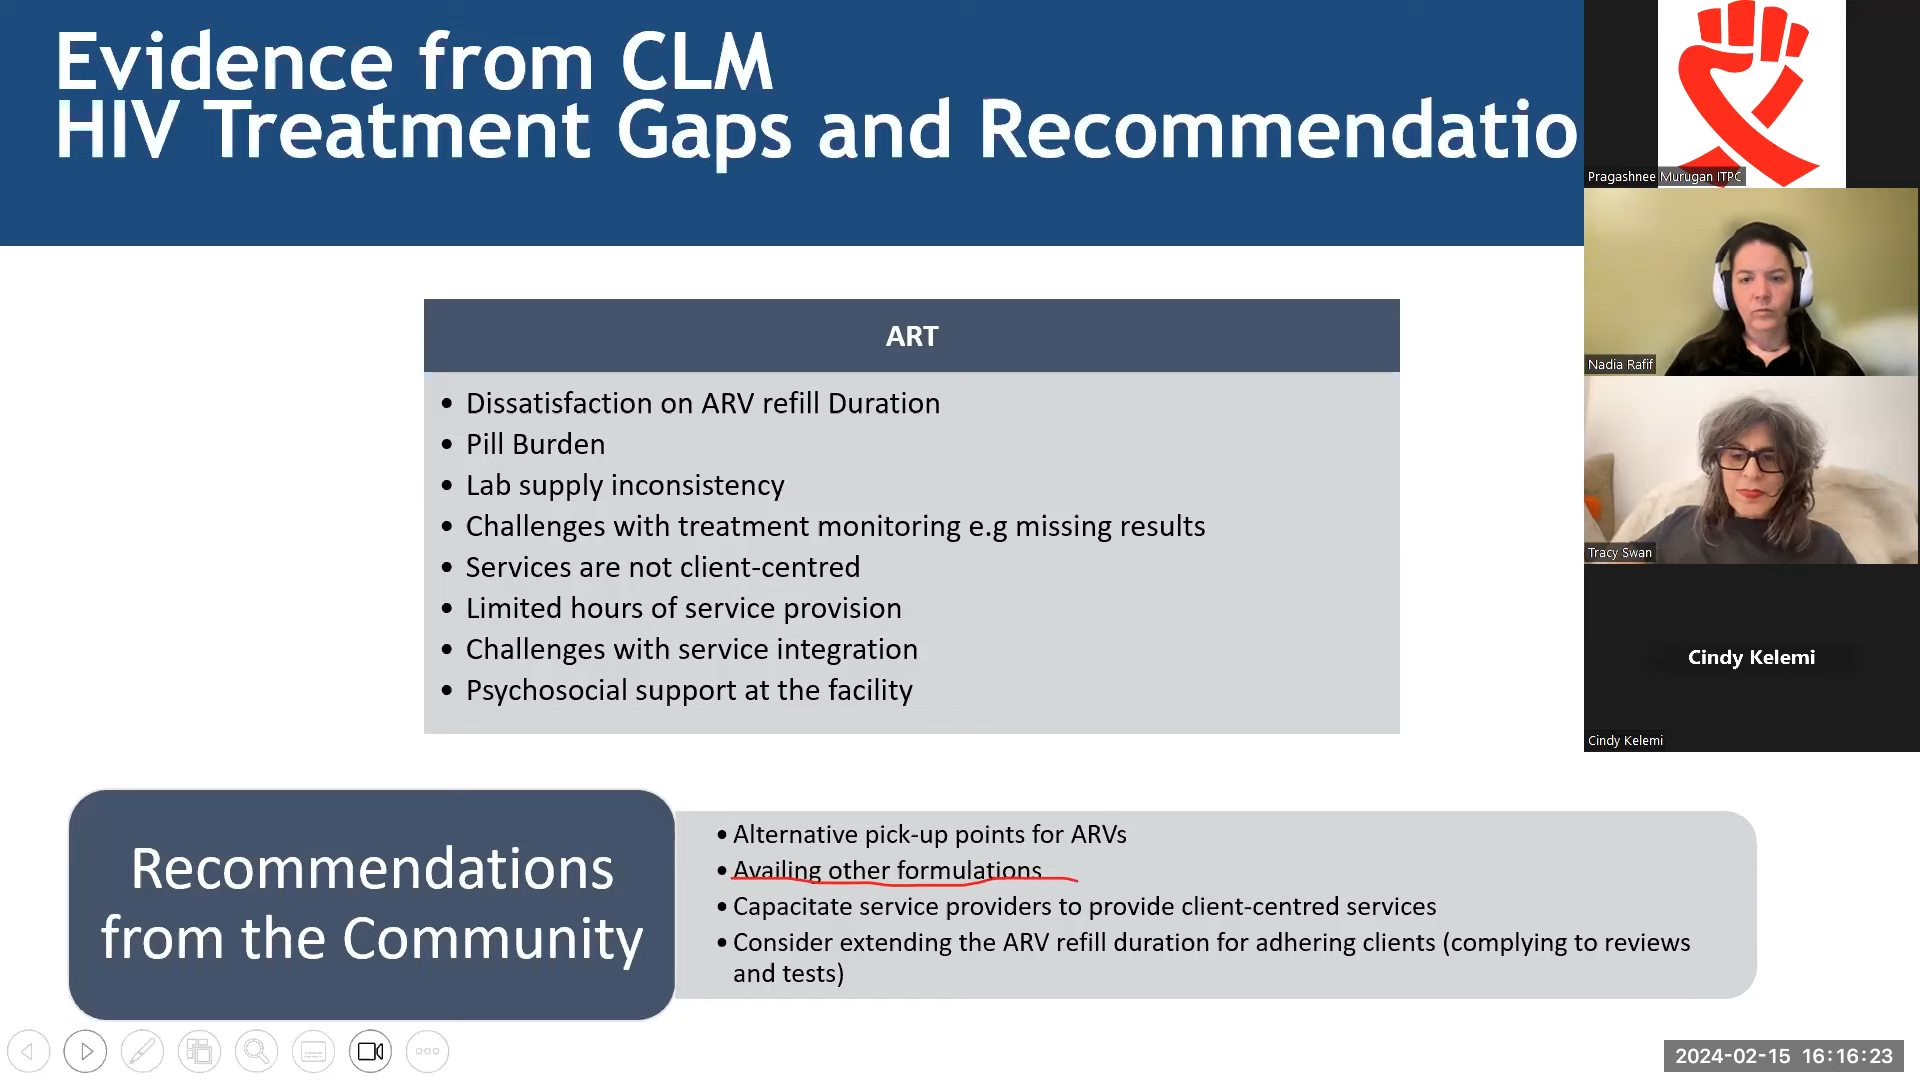 Evidence from CLM
HIV Treatment Gaps and Recommendatio
ART
• Dissatisfaction on ARV refill Duration
• Pill Burden
• Lab supply inconsistency
• Challenges with treatment monitoring e.g missing results
• Services are not client-centred
• Limited hours of service provision
• Challenges with service integration
• Psychosocial support at the facility
Recommendations
from the Community
• Alternative pick-up points for ARVs
• Availing other formulations
• Capacitate service providers to provide client-centred services
• Consider extending the ARV refill duration for adhering clients (complying to reviews
and tests)
Pragashnee Murugan ITPC
Nadia Rafif
Tracy Swan
Cindy Kelemi
Cindy Kelemi
2024-02-15 16:16:23